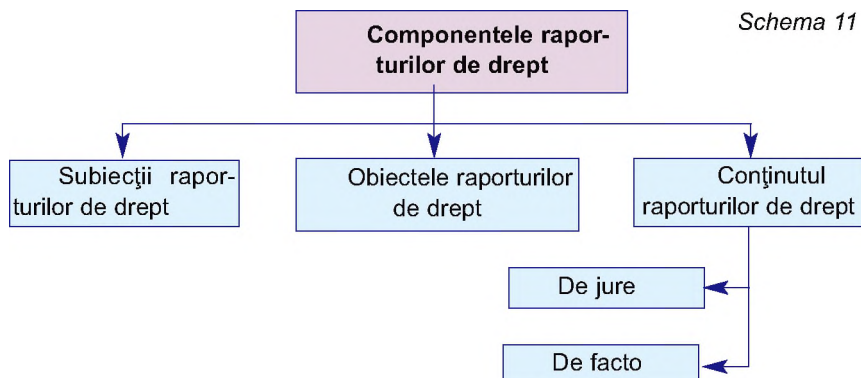 Schema 11
Componentele rapor-
turilor de drept
Subiecţii rapor-
turilor de drept
Obiectele raporturilor
de drept
Conţinutul
raporturilor de drept
De jure
De facto